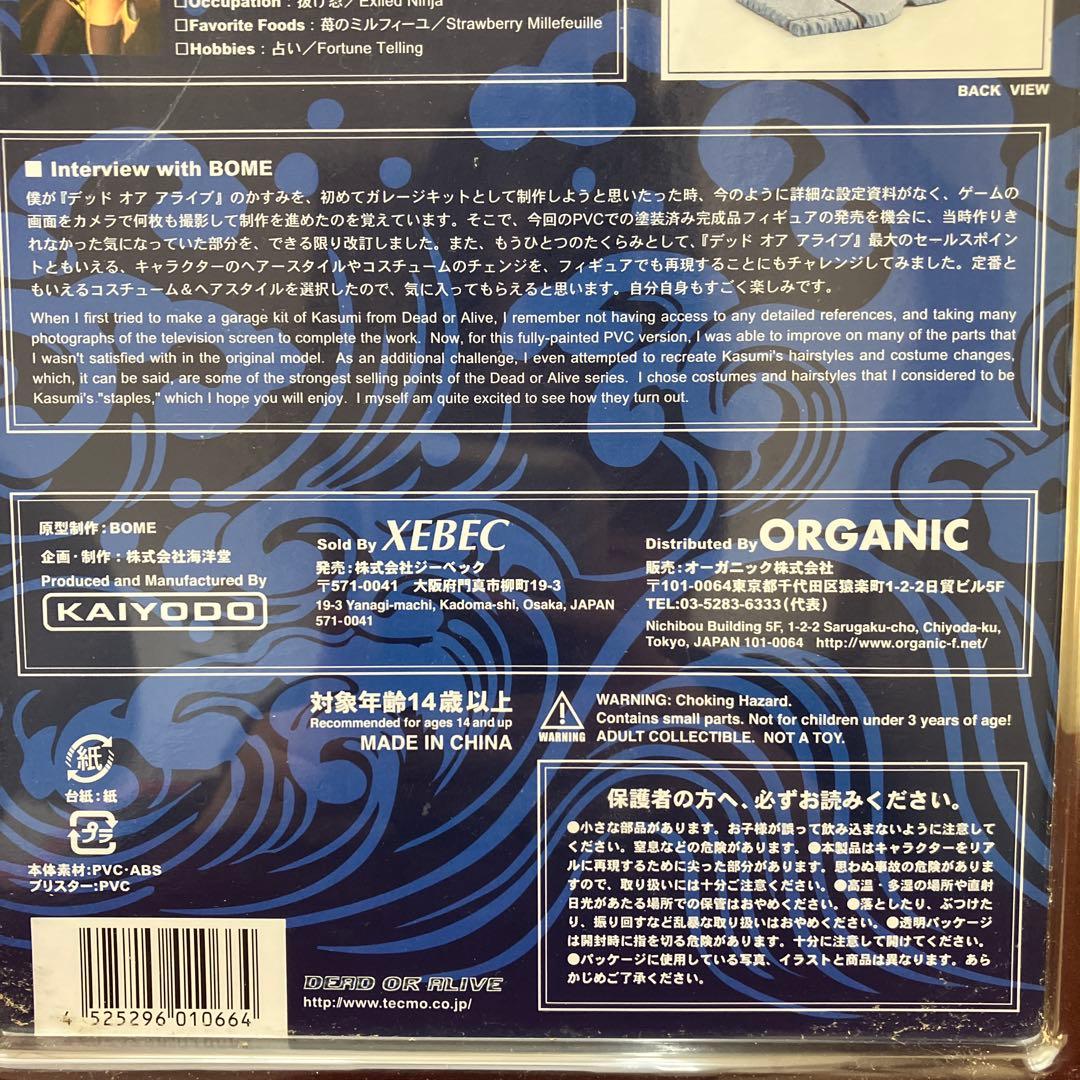 □Occupation : 抜け忍／Exiled Ninja
□Favorite Foods : 苺のミルフィーユ／Strawberry Millefeuille
□Hobbies : 占い／Fortune Telling
BACK VIEW
■ Interview with BOME
僕が『デッド オア アライブ』のかすみを、初めてガレージキットとして制作しようと思いたった時、今のように詳細な設定資料がなく、ゲームの
画面をカメラで何枚も撮影して制作を進めたのを覚えています。そこで、今回のPVCでの塗装済み完成品フィギュアの発売を機会に、当時作りき
れなかった気になっていた部分を、できる限り改訂しました。また、もうひとつのたくらみとして、『デッド オア アライブ』最大のセールスポイン
トともいえる、キャラクターのヘアースタイルやコスチュームのチェンジを、フィギュアでも再現することにもチャレンジしてみました。定番と
もいえるコスチューム＆ヘアスタイルを選択したので、気に入ってもらえると思います。自分自身もすごく楽しみです。
When I first tried to make a garage kit of Kasumi from Dead or Alive, I remember not having access to any detailed references, and taking many
photographs of the television screen to complete the work. Now, for this fully-painted PVC version, I was able to improve on many of the parts that
I wasn't satisfied with in the original model. As an additional challenge, I even attempted to recreate Kasumi's hairstyles and costume changes,
which, it can be said, are some of the strongest selling points of the Dead or Alive series. I chose costumes and hairstyles that I considered to be
Kasumi's "staples," which I hope you will enjoy. I myself am quite excited to see how they turn out.
原型制作：BOME
企画・制作：株式会社海洋堂
Produced and Manufactured By
KAIYODO
Sold By XEBEC
発売：株式会社ジーベック
〒571-0041 大阪府門真市柳町19-3
19-3 Yanagi-machi, Kadoma-shi, Osaka, JAPAN
571-0041
Distributed By ORGANIC
販売：オーガニック株式会社
〒101-0064東京都千代田区猿楽町1-2-2日貿ビル5F
TEL:03-5283-6333（代表）
Nichibou Building 5F, 1-2-2 Sarugaku-cho, Chiyoda-ku,
Tokyo, JAPAN 101-0064 http://www.organic-f.net/
対象年齢14歳以上
Recommended for ages 14 and up
MADE IN CHINA
WARNING
WARNING: Choking Hazard.
Contains small parts. Not for children under 3 years of age!
ADULT COLLECTIBLE. NOT A TOY.
紙
台紙：紙
プラ
本体素材：PVC・ABS
ブリスター：PVC
保護者の方へ、必ずお読みください。
●小さな部品があります。お子様が誤って飲み込まないように注意して
ください。窒息などの危険があります。●本製品はキャラクターをリア
ルに再現するために尖った部分があります。思わぬ事故の危険がありま
すので、取り扱いには十分ご注意ください。●高温・多湿の場所や直射
日光があたる場所での保管はおやめください。●落としたり、ぶつけた
り、振り回すなど乱暴な取り扱いはおやめください。●透明パッケージ
は開封時に指を切る危険があります。十分に注意して開けてください。
●パッケージに使用している写真、イラストと商品は異なります。あら
かじめご了承ください。
DEAD OR ALIVE
http://www.tecmo.co.jp/
4 525296 010664